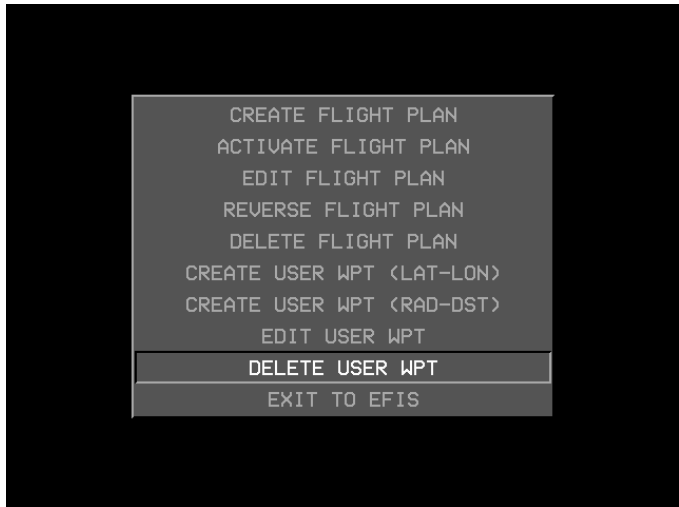 CREATE FLIGHT PLAN
ACTIVATE FLIGHT PLAN
EDIT FLIGHT PLAN
REVERSE FLIGHT PLAN
DELETE FLIGHT PLAN
CREATE USER WPT (LAT-LON)
CREATE USER WPT (RAD-DST)
EDIT USER WPT
DELETE USER WPT
EXIT TO EFIS